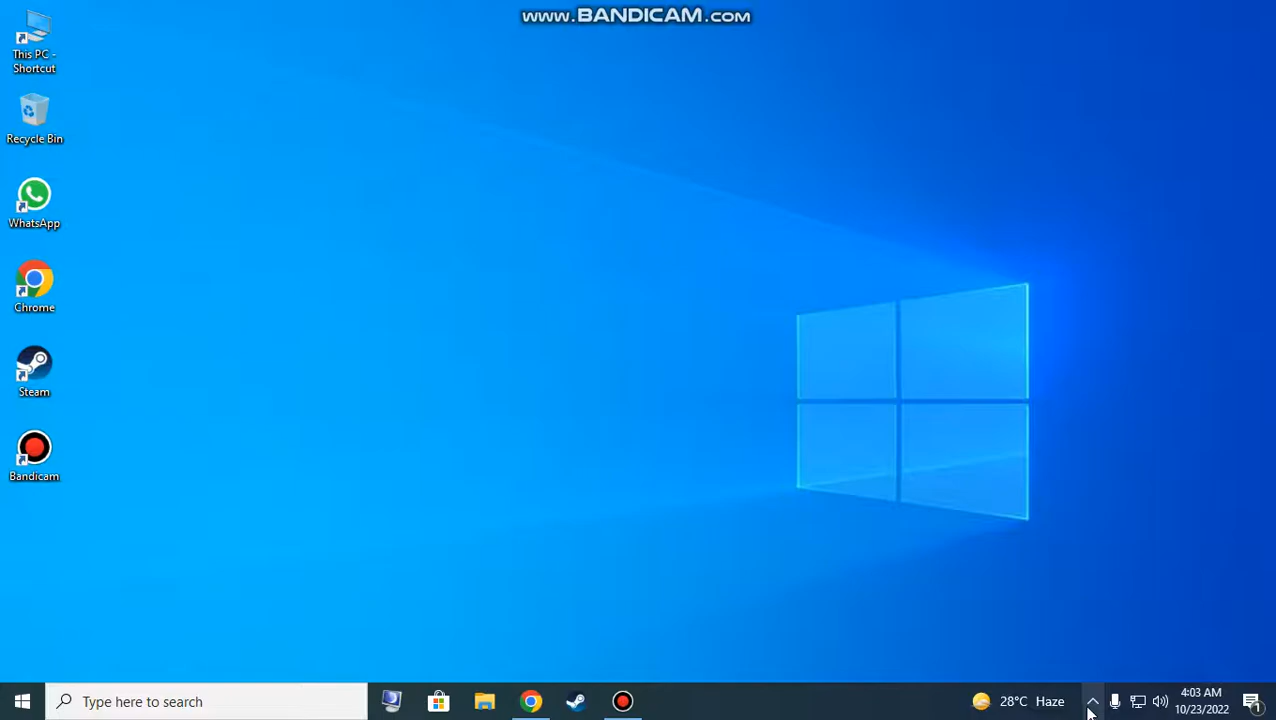 www.BANDICAM.com
This PC -
Shortcut
Recycle Bin
WhatsApp
Chrome
Steam
Bandicam
Type here to search
28°C Haze
4:03 AM
10/23/2022
1